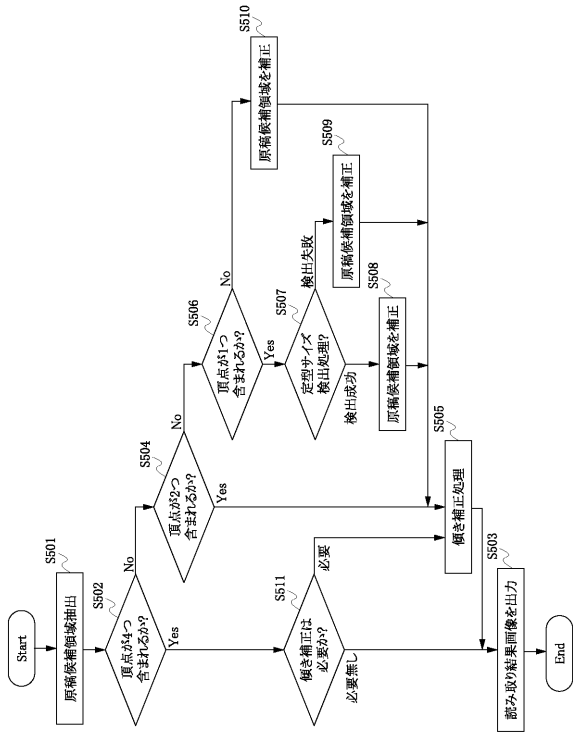 Start
S501
原稿候補領域抽出
S502
頂点が4つ
含まれるか?
No
Yes
S504
頂点が2つ
含まれるか?
No
Yes
S506
頂点が1つ
含まれるか?
No
Yes
S510
原稿候補領域を補正
S507
定型サイズ
検出処理?
検出失敗
検出成功
S509
原稿候補領域を補正
S508
原稿候補領域を補正
S511
傾き補正は
必要か?
必要
必要無し
S505
傾き補正処理
S503
読み取り結果画像を出力
End